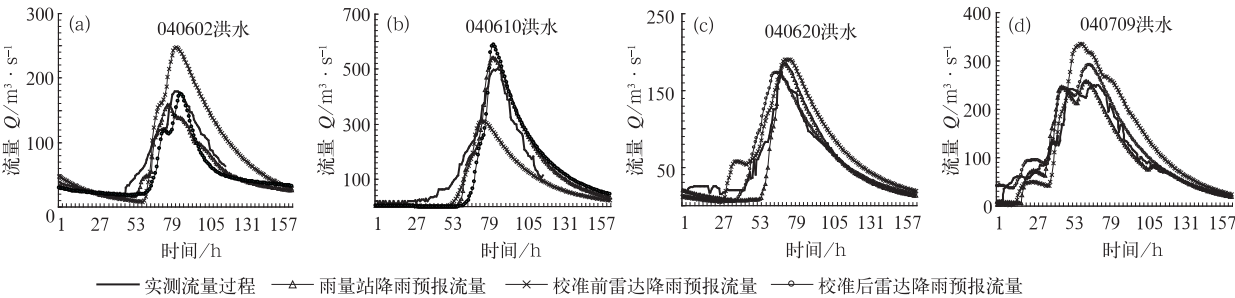 (a)
040602洪水
流量 Q/m³·s⁻¹
300
200
100
0
1 27 53 79 105 131 157
时间/h
(b)
040610洪水
流量 Q/m³·s⁻¹
700
500
300
100
1 27 53 79 105 131 157
时间/h
(c)
040620洪水
流量 Q/m³·s⁻¹
250
150
50
1 27 53 79 105 131 157
时间/h
(d)
040709洪水
流量 Q/m³·s⁻¹
400
300
200
100
0
1 27 53 79 105 131 157
时间/h
实测流量过程 雨量站降雨预报流量 校准前雷达降雨预报流量 校准后雷达降雨预报流量